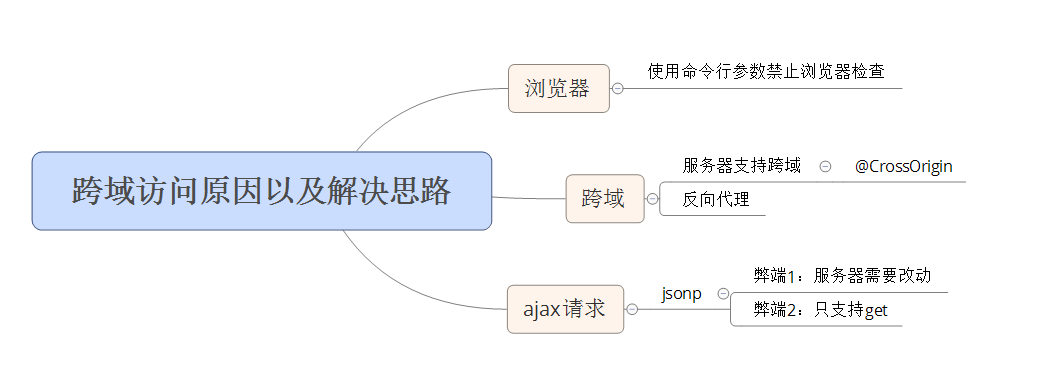 跨域访问原因以及解决思路
浏览器
使用命令行参数禁止浏览器检查
跨域
服务器支持跨域
@CrossOrigin
反向代理
ajax请求
jsonp
弊端1：服务器需要改动
弊端2：只支持get